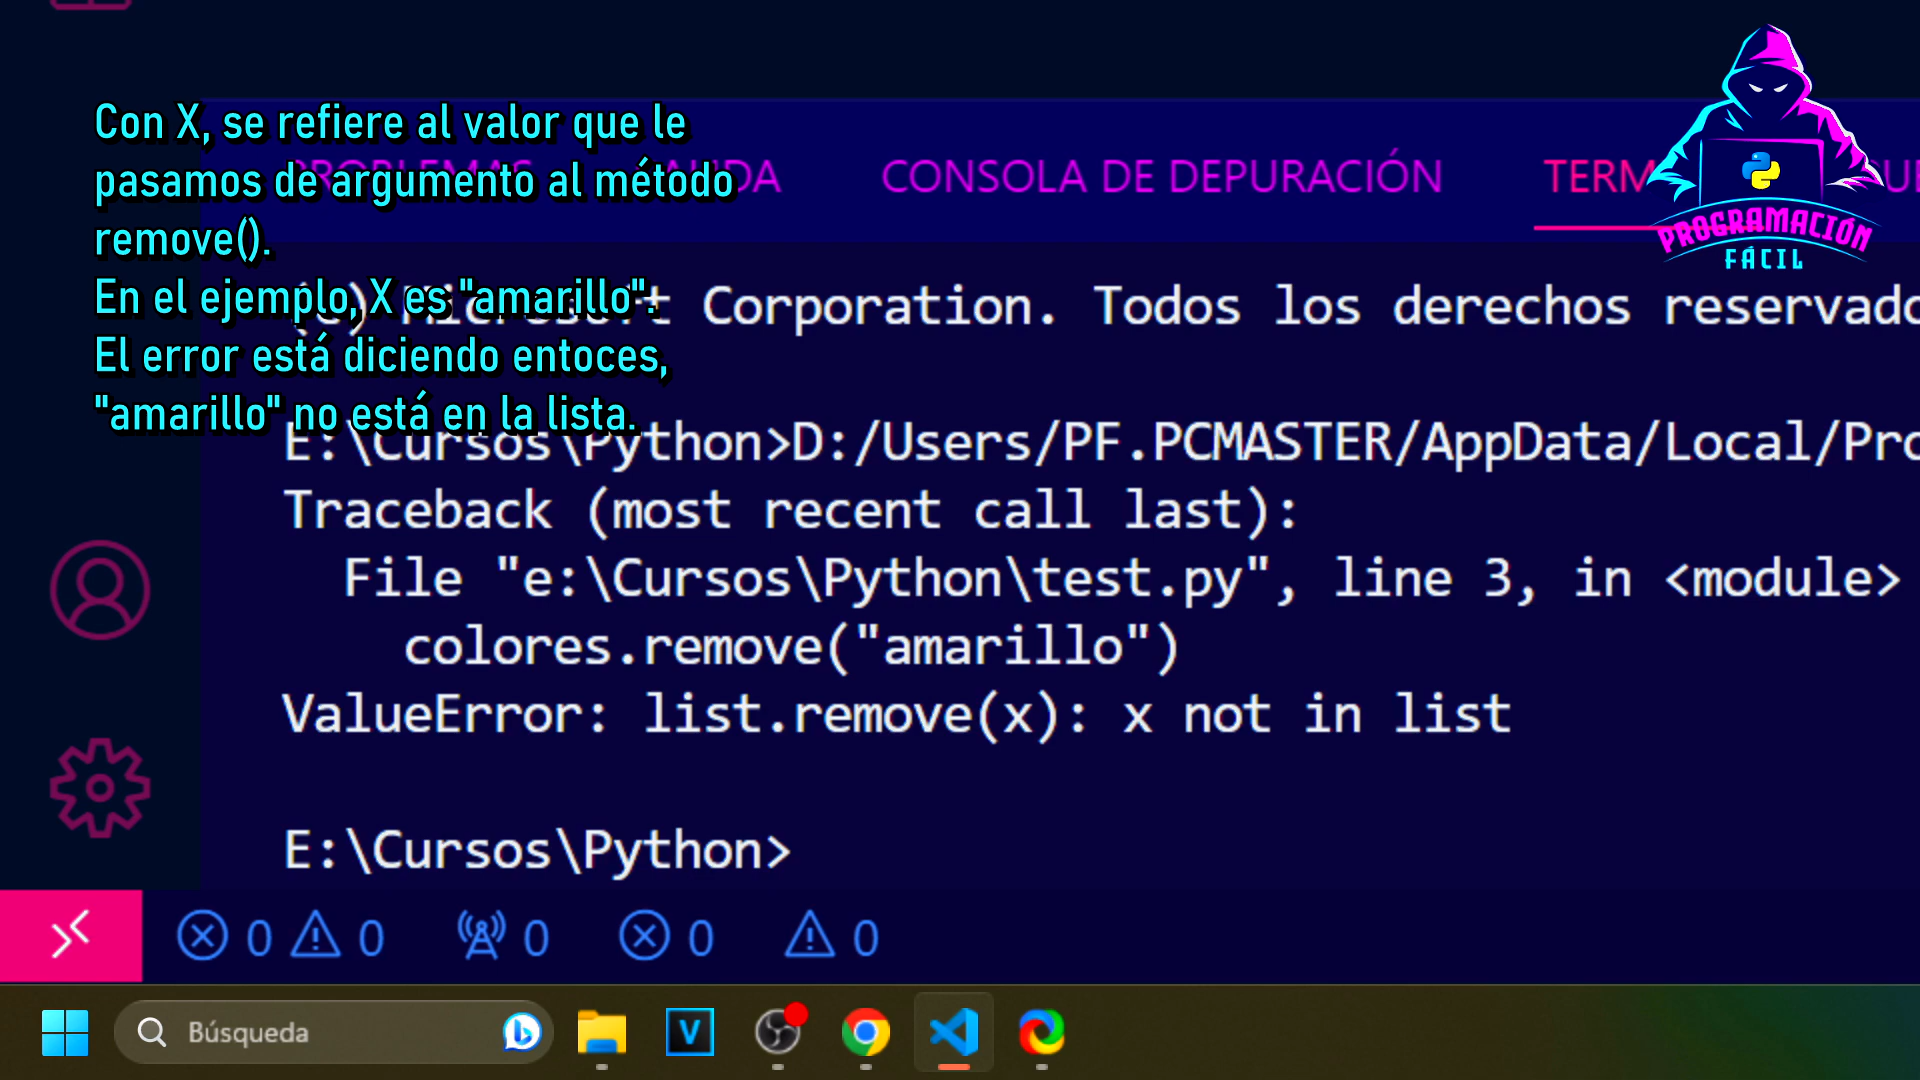 Con X, se refiere al valor que le
pasamos de argumento al método
remove().
En el ejemplo, X es "amarillo".
El error está diciendo entoces,
"amarillo" no está en la lista.
PROBLEMAS CONSOLA DE DEPURACIÓN
PROGRAMACIÓN
FÁCIL
(c) Microsoft Corporation. Todos los derechos reservado
E:\Cursos\Python>D:/Users/PF.PCMASTER/AppData/Local/Pro
Traceback (most recent call last):
File "e:\Cursos\Python\test.py", line 3, in <module>
colores.remove("amarillo")
ValueError: list.remove(x): x not in list
E:\Cursos\Python>
0 0 0 0 0
Búsqueda
V